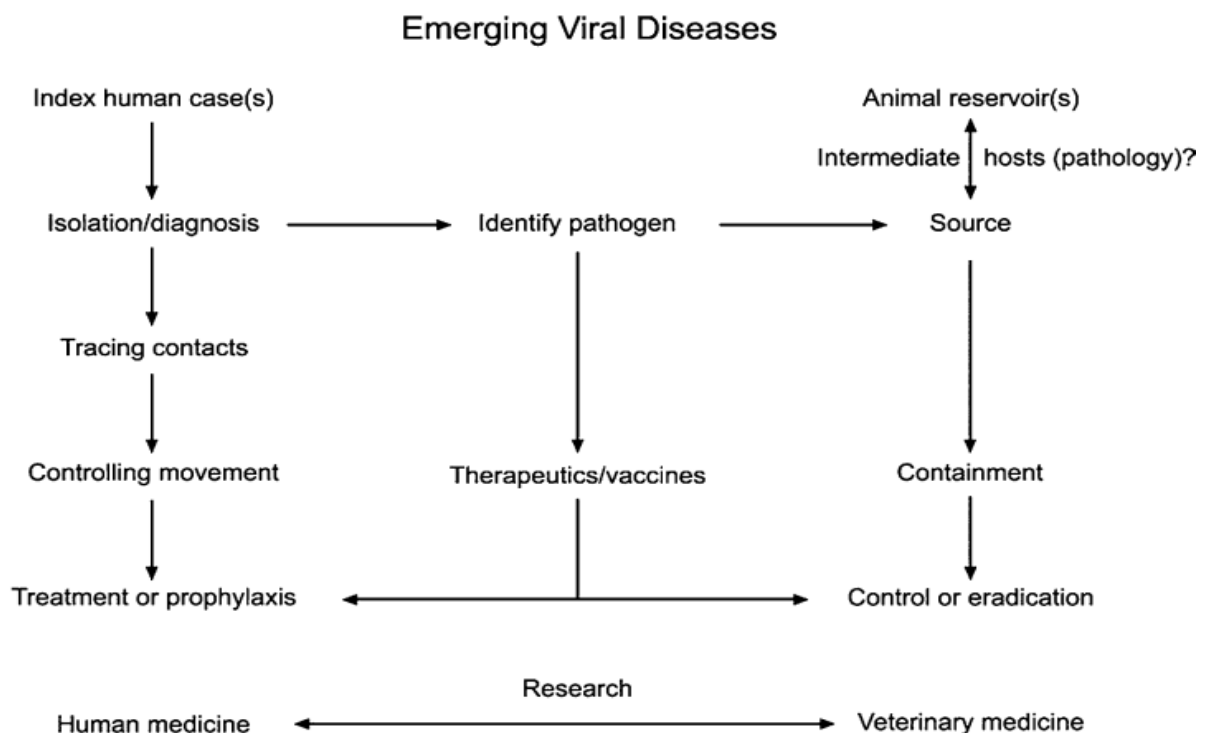 Emerging Viral Diseases
Index human case(s)
Animal reservoir(s)
Intermediate hosts (pathology)?
Isolation/diagnosis
Identify pathogen
Source
Tracing contacts
Controlling movement
Therapeutics/vaccines
Containment
Treatment or prophylaxis
Control or eradication
Research
Human medicine
Veterinary medicine